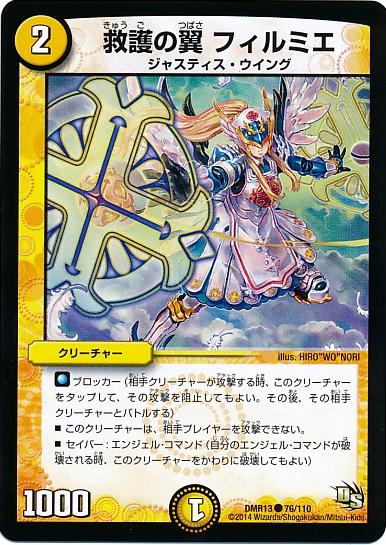 2
きゅうご つばさ
救護の翼 フィルミエ
ジャスティス・ウイング
クリーチャー
illus. HIRO"WO"NORI
ブロッカー(相手クリーチャーが攻撃する時、このクリーチャー
をタップして、その攻撃を阻止してもよい。その後、その相手
クリーチャーとバトルする)
■ このクリーチャーは、相手プレイヤーを攻撃できない。
■ セイバー:エンジェル・コマンド(自分のエンジェル・コマンドが破
壊される時、このクリーチャーをかわりに破壊してもよい)
1000
1
DMR13 ● 76/110
DS
©2014 Wizards/Shogakukan/Mitsui-Kids